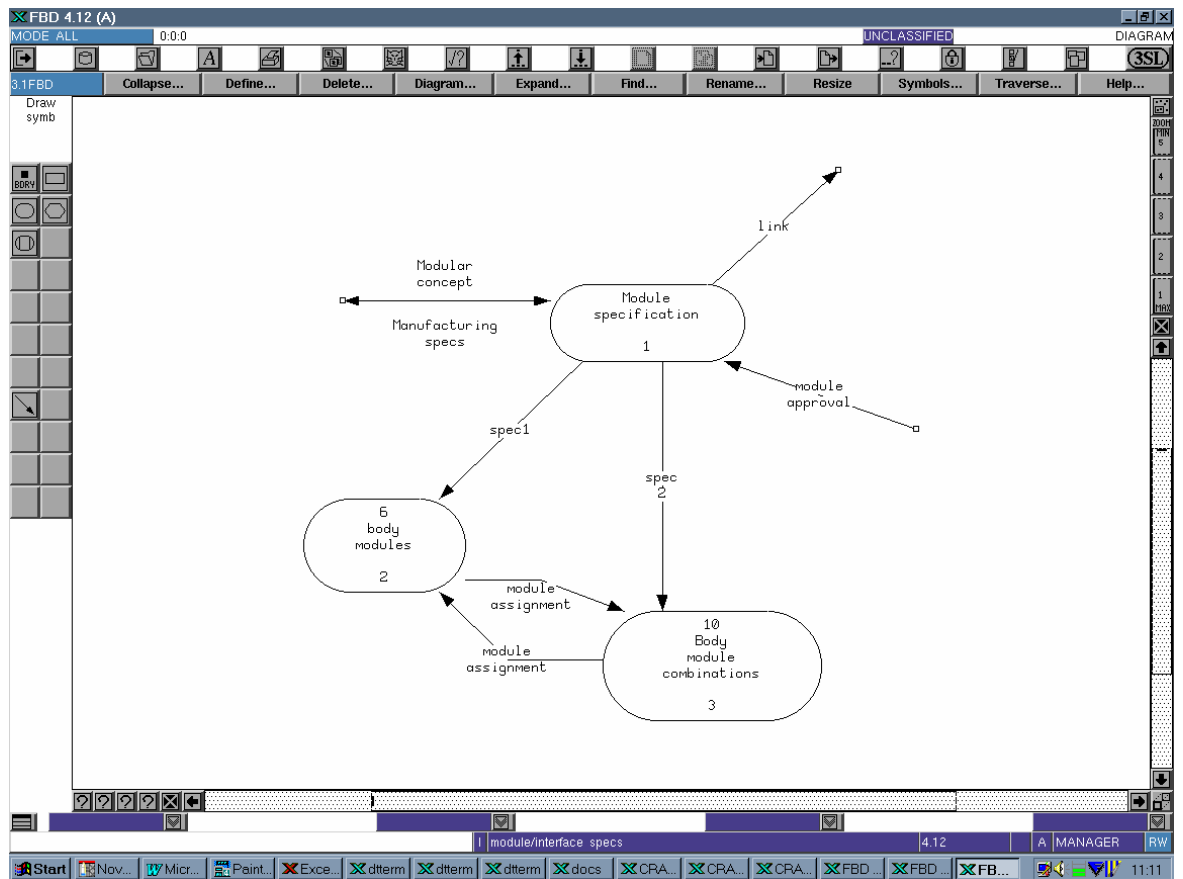 FBD 4.12 (A)
MODE ALL 0:0:0 UNCLASSIFIED DIAGRAM
A √? ...? 3SL
3.1FBD Collapse... Define... Delete... Diagram... Expand... Find... Rename... Resize Symbols... Traverse... Help...
Draw
symb
BDRY
ZOOM
MIN
5
4
3
2
1
MAX
link
Modular
concept
Manufacturing
specs
Module
specification
1
module
approval
spec1
spec
2
6
body
modules
2
module
assignment
module
assignment
10
Body
module
combinations
3
? ? ? ?
I module/interface specs 4.12 A MANAGER RW
Start Nov... Micr... Paint... Exce... dtterm dtterm dtterm docs CRA... CRA... CRA... FBD ... FBD ... FB... 11:11